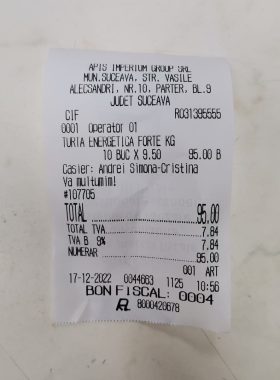 APIS IMPERIUM GROUP SRL
MUN.SUCEAVA, STR. VASILE
ALECSANDRI, NR.10, PARTER, BL.9
JUDET SUCEAVA
CIF RO31395555
0001 Operator 01
TURTA ENERGETICA FORTE KG
10 BUC X 9.50 95.00 B
Casier: Andrei Simona-Cristina
Va multumim!
#107705
TOTAL 95.00
TOTAL TVA 7.84
TVA B 9% 7.84
NUMERAR 95.00
001 ART
17-12-2022 0044663 1125 10:56
BON FISCAL: 0004
8000420678